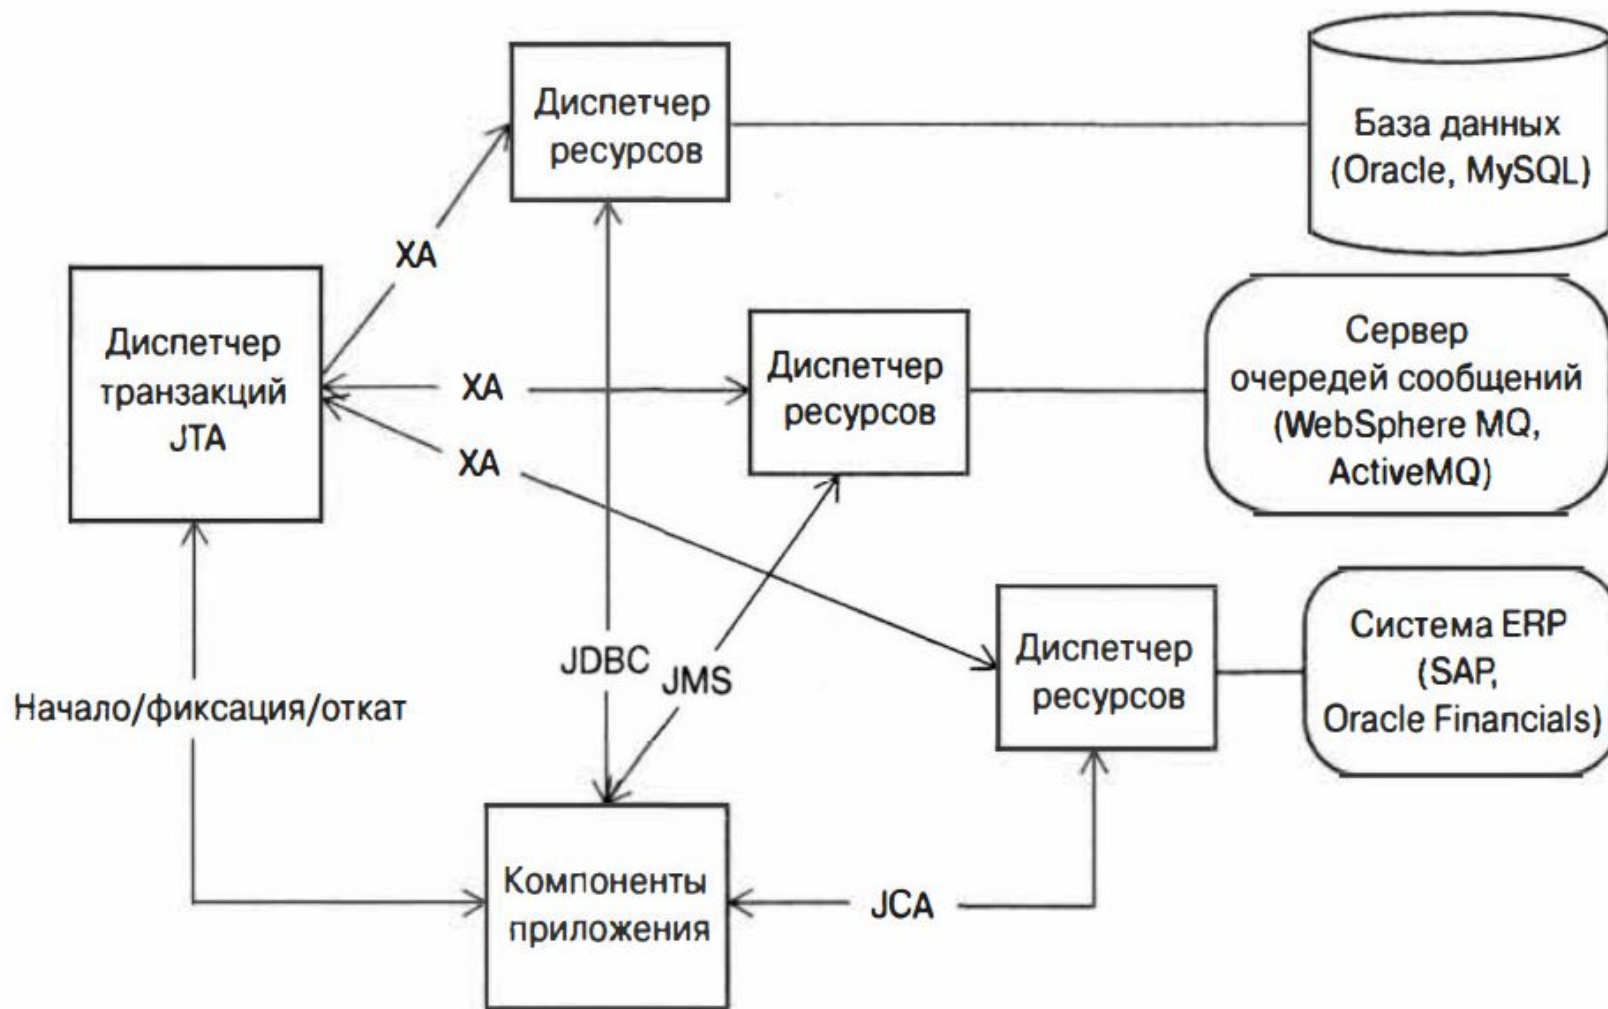 Диспетчер
ресурсов
База данных
(Oracle, MySQL)
XA
Диспетчер
транзакций
JTA
XA
Диспетчер
ресурсов
Сервер
очередей сообщений
(WebSphere MQ,
ActiveMQ)
XA
JDBC
JMS
Диспетчер
ресурсов
Система ERP
(SAP,
Oracle Financials)
Начало/фиксация/откат
Компоненты
приложения
JCA